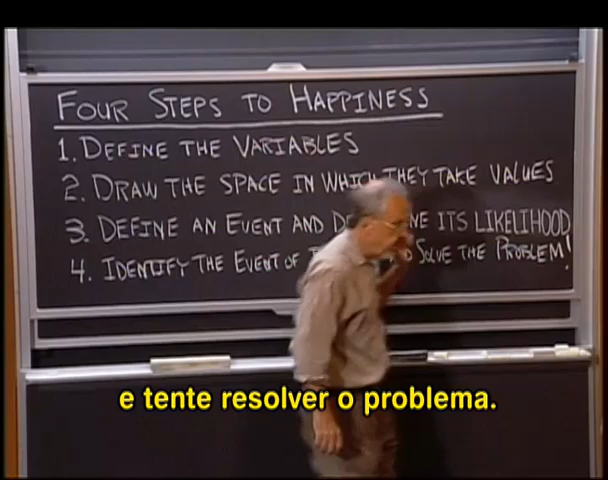 FOUR STEPS TO HAPPINESS
1. DEFINE THE VARIABLES
2. DRAW THE SPACE IN WHICH THEY TAKE VALUES
3. DEFINE AN EVENT AND NE ITS LIKELIHOOD
4. IDENTIFY THE EVENT OF SOLVE THE PROBLEM!
e tente resolver o problema.